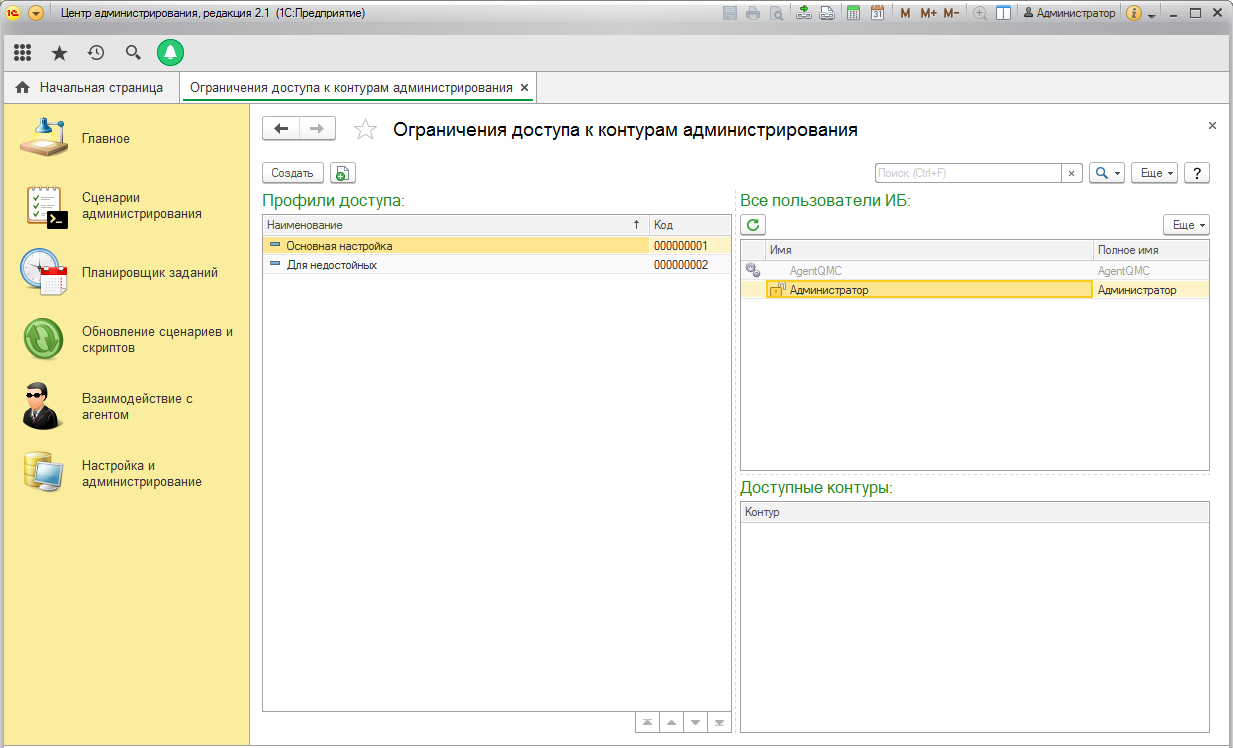 Центр администрирования, редакция 2.1 (1С:Предприятие)
M M+ M- Администратор
Начальная страница
Ограничения доступа к контурам администрирования
Главное
Сценарии
администрирования
Планировщик заданий
Обновление сценариев и
скриптов
Взаимодействие с
агентом
Настройка и
администрирование
Ограничения доступа к контурам администрирования
Создать
Поиск (Ctrl+F)
Еще
?
Профили доступа:
Наименование Код
Основная настройка 000000001
Для недостойных 000000002
Все пользователи ИБ:
Еще
Имя Полное имя
AgentQMC AgentQMC
Администратор Администратор
Доступные контуры:
Контур